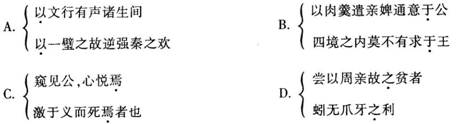 A. 以文行有声诸生间
以一璧之故逆强秦之欢
B. 以肉羹遣亲婢通意于公
四境之内莫不有求于王
C. 窥见公,心悦焉
激于义而死焉者也
D. 尝以周亲故之贫者
蚓无爪牙之利